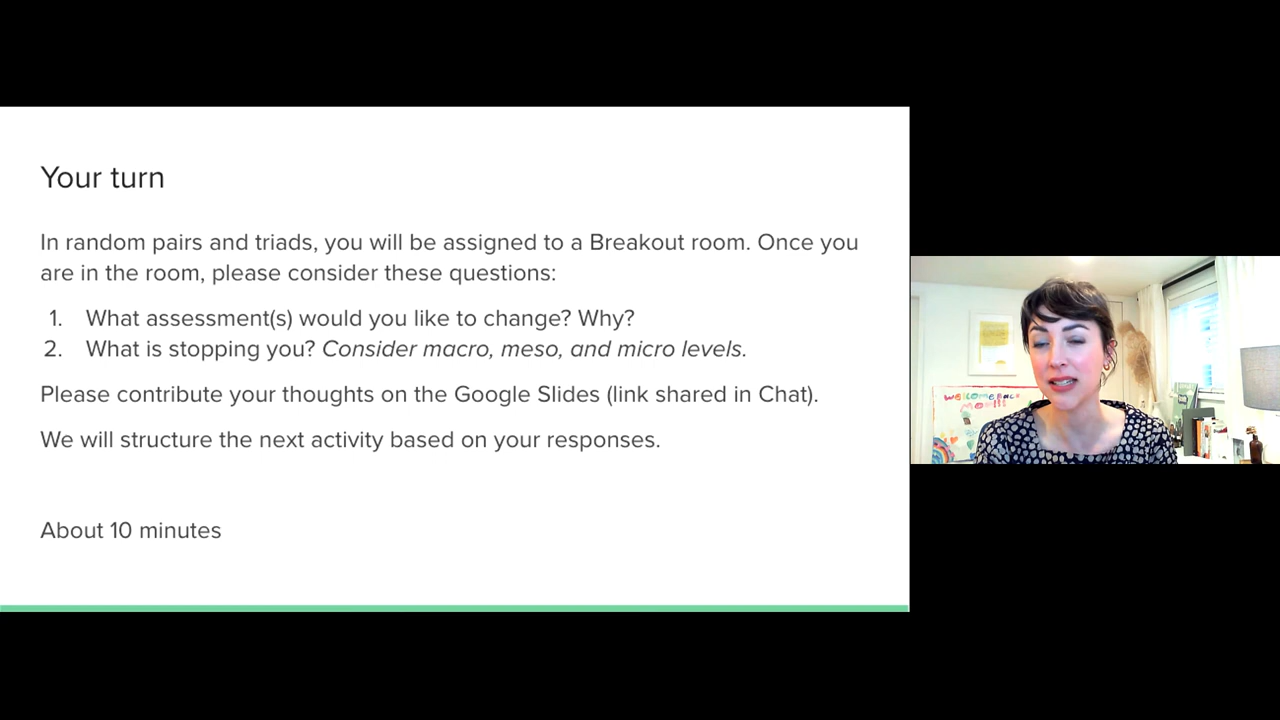 Your turn
In random pairs and triads, you will be assigned to a Breakout room. Once you
are in the room, please consider these questions:
1. What assessment(s) would you like to change? Why?
2. What is stopping you? Consider macro, meso, and micro levels.
Please contribute your thoughts on the Google Slides (link shared in Chat).
We will structure the next activity based on your responses.
About 10 minutes
WELCOME BACK